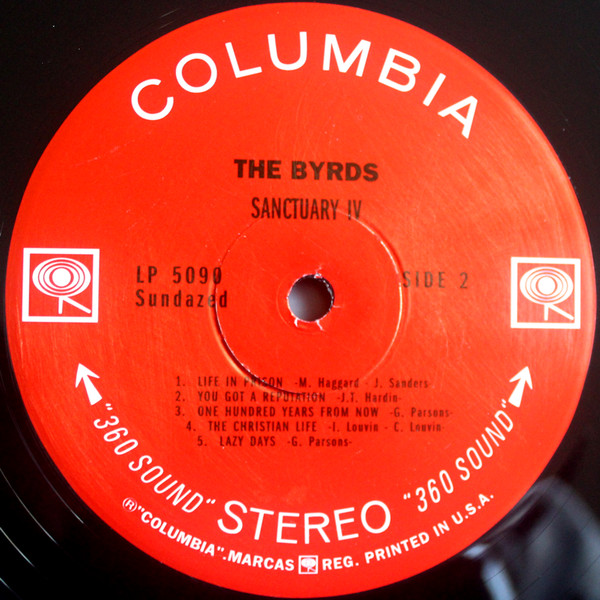 COLUMBIA
THE BYRDS
SANCTUARY IV
LP 5090
Sundazed
SIDE 2
1. LIFE IN PRISON -M. Haggard - J. Sanders-
2. YOU GOT A REPUTATION -J.T. Hardin-
3. ONE HUNDRED YEARS FROM NOW -G. Parsons-
4. THE CHRISTIAN LIFE -I. Louvin - C. Louvin-
5. LAZY DAYS -G. Parsons-
"360 SOUND" STEREO "360 SOUND"
Ⓡ"COLUMBIA".MARCAS REG. PRINTED IN U.S.A.